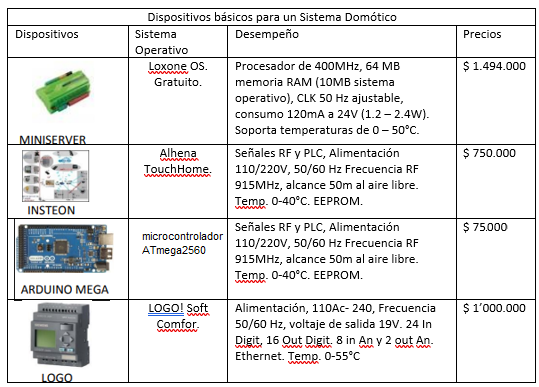 Dispositivos básicos para un Sistema Domótico
Dispositivos
Sistema
Operativo
Desempeño
Precios
MINISERVER
Loxone OS.
Gratuito.
Procesador de 400MHz, 64 MB
memoria RAM (10MB sistema
operativo), CLK 50 Hz ajustable,
consumo 120mA a 24V (1.2 – 2.4W).
Soporta temperaturas de 0 – 50°C.
$ 1.494.000
INSTEON
Alhena
TouchHome.
Señales RF y PLC, Alimentación
110/220V, 50/60 Hz Frecuencia RF
915MHz, alcance 50m al aire libre.
Temp. 0-40°C. EEPROM.
$ 750.000
ARDUINO MEGA
microcontrolador
ATmega2560
Señales RF y PLC, Alimentación
110/220V, 50/60 Hz Frecuencia RF
915MHz, alcance 50m al aire libre.
Temp. 0-40°C. EEPROM.
$ 75.000
LOGO
LOGO! Soft
Comfor.
Alimentación, 110Ac- 240, Frecuencia
50/60 Hz, voltaje de salida 19V. 24 In
Digit, 16 Out Digit. 8 in An y 2 out An.
Ethernet. Temp. 0-55°C
$ 1’000.000